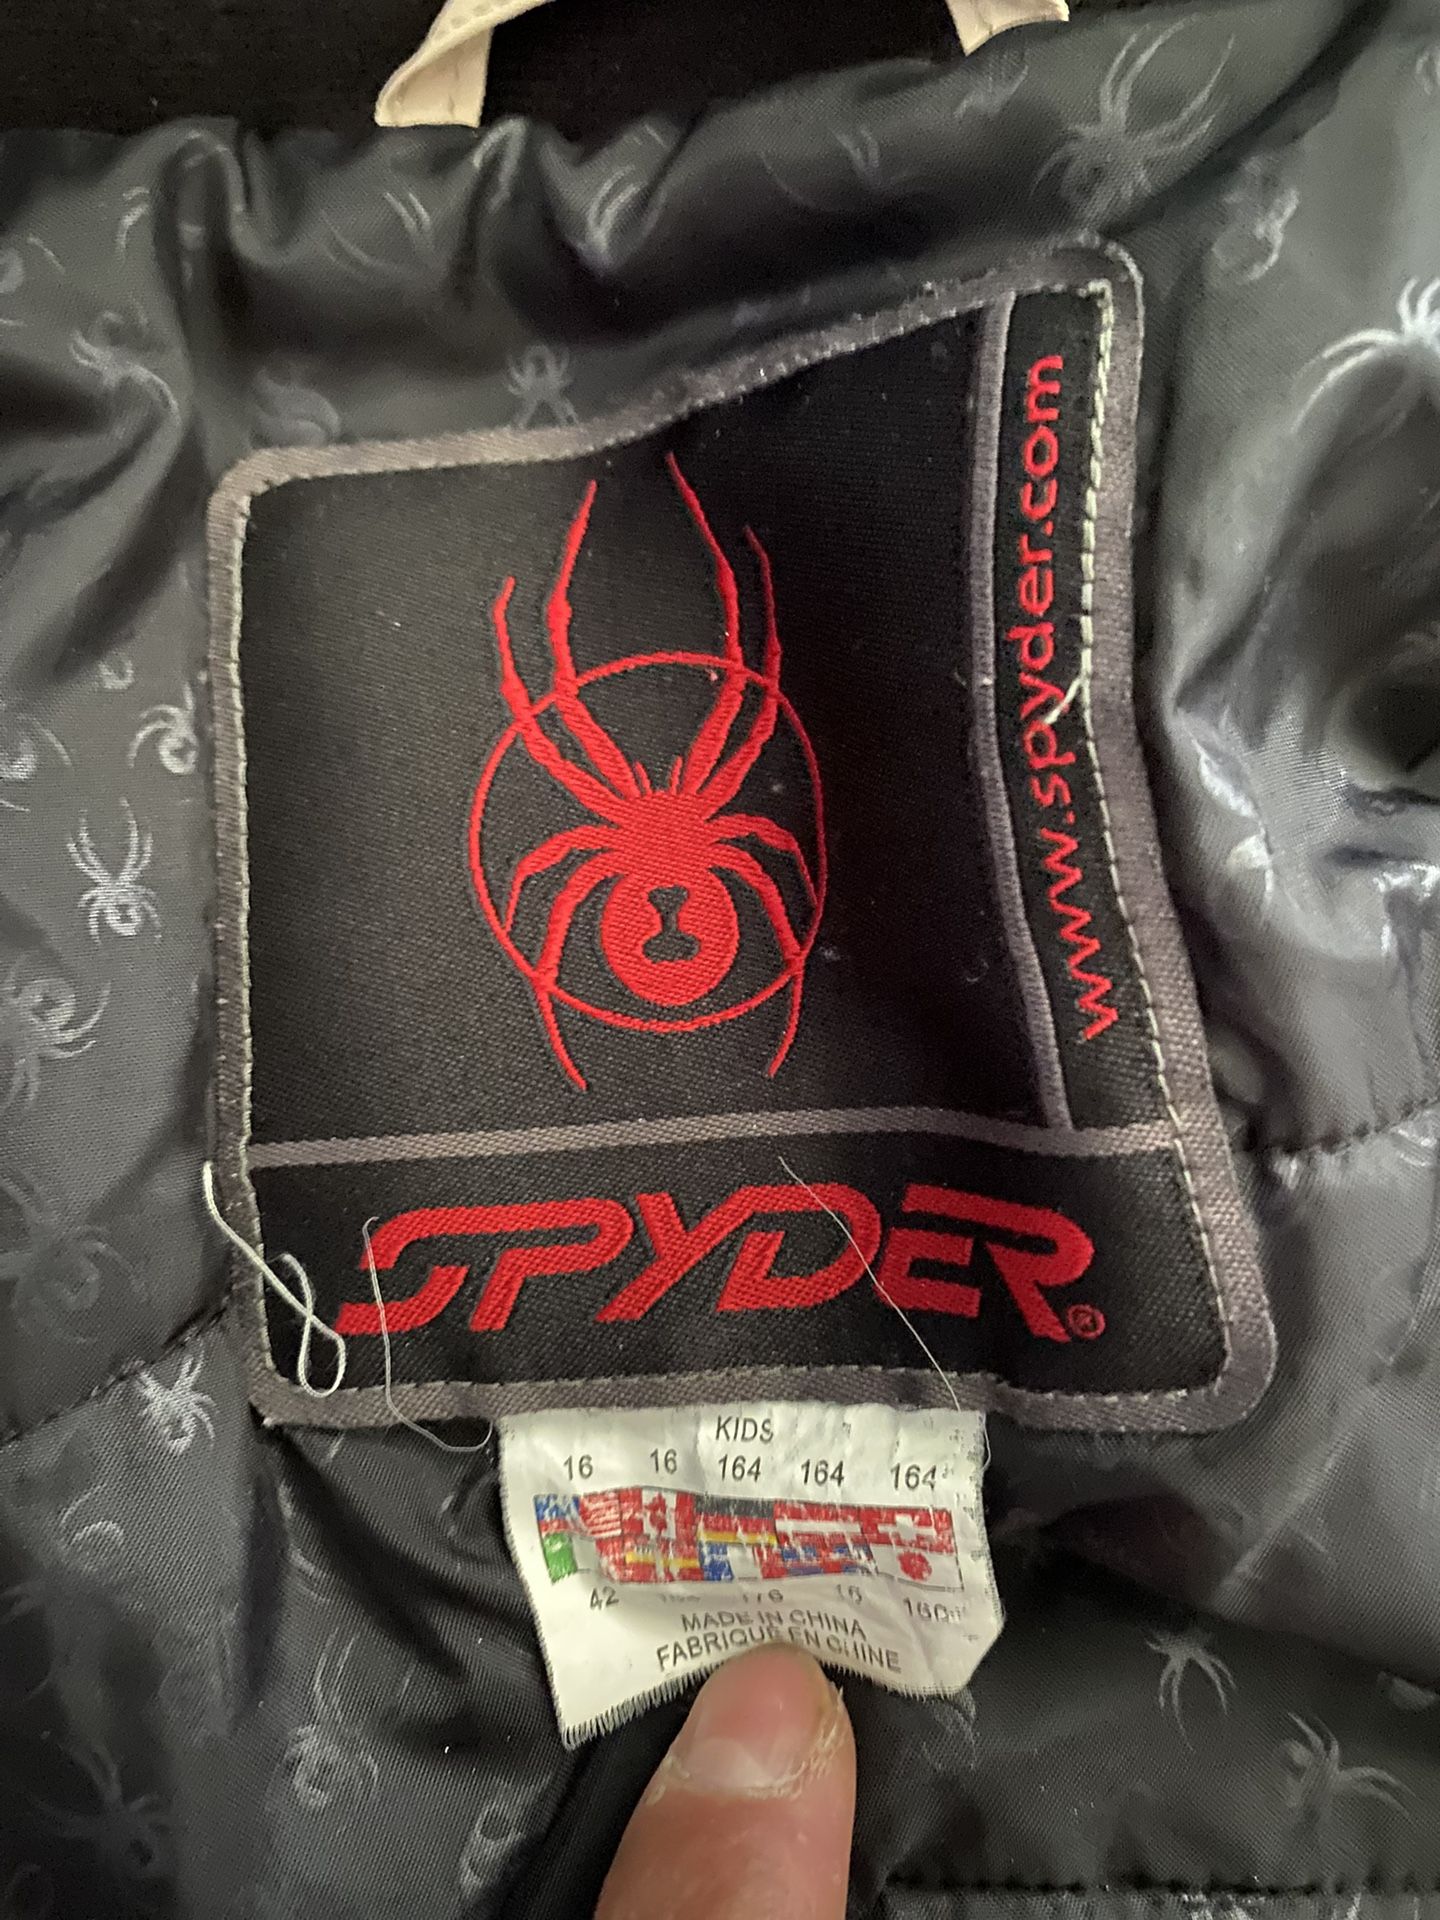 www.spyder.com
SPYDER®
KIDS
16 16 164 164 164
42 176 16 160
MADE IN CHINA
FABRIQUÉ EN CHINE